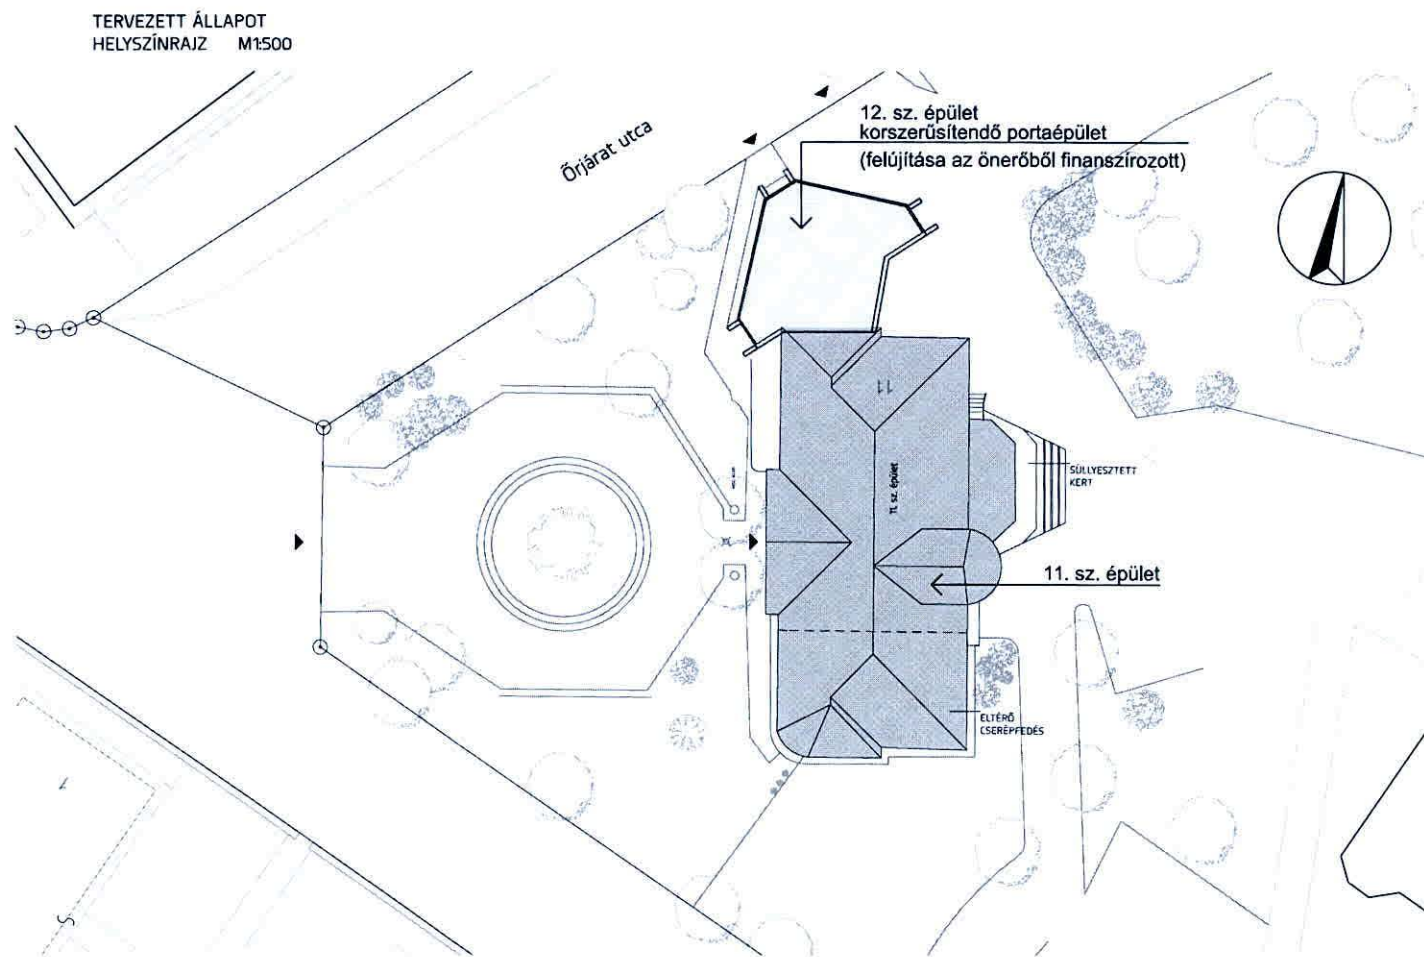 TERVEZETT ÁLLAPOT
HELYSZÍNRAJZ M1:500
12. sz. épület
korszerűsítendő portaépület
(felújítása az önerőből finanszírozott)
Őrjárat utca
11
11. sz. épület
SÜLLYESZTETT
KERT
11. sz. épület
ELTÉRŐ
CSERÉPFEDÉS